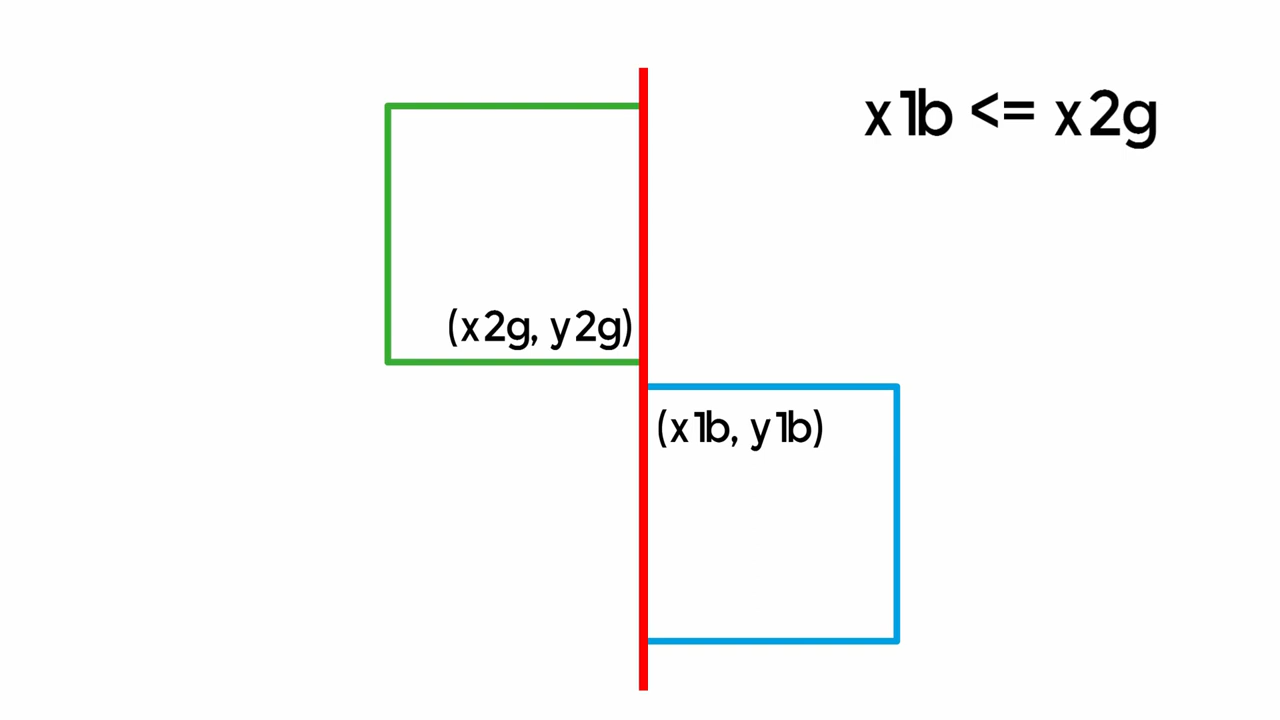 x1b <= x2g
(x2g, y2g)
(x1b, y1b)